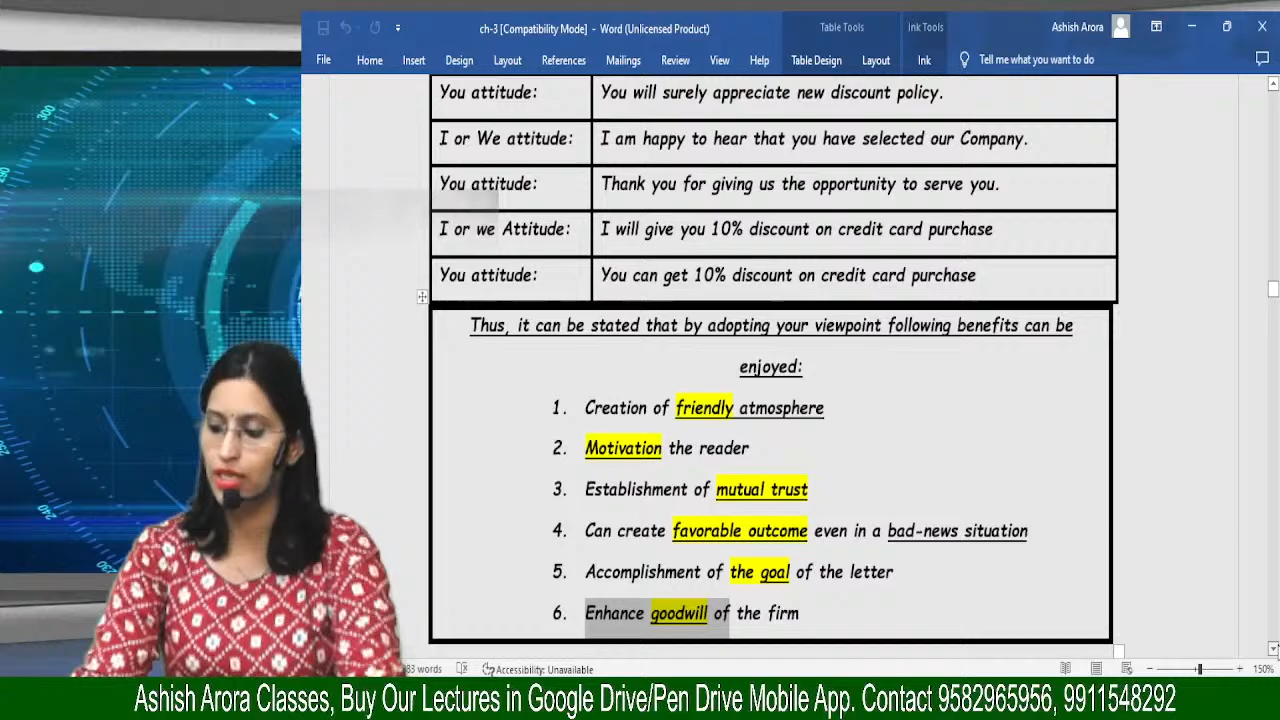 ch-3 [Compatibility Mode] - Word (Unlicensed Product)
Table Tools
Ink Tools
Ashish Arora
File Home Insert Design Layout References Mailings Review View Help Table Design Layout Ink Tell me what you want to do
You attitude: You will surely appreciate new discount policy.
I or We attitude: I am happy to hear that you have selected our Company.
You attitude: Thank you for giving us the opportunity to serve you.
I or we Attitude: I will give you 10% discount on credit card purchase
You attitude: You can get 10% discount on credit card purchase
Thus, it can be stated that by adopting your viewpoint following benefits can be
enjoyed:
1. Creation of friendly atmosphere
2. Motivation the reader
3. Establishment of mutual trust
4. Can create favorable outcome even in a bad-news situation
5. Accomplishment of the goal of the letter
6. Enhance goodwill of the firm
words Accessibility: Unavailable 150%
Ashish Arora Classes, Buy Our Lectures in Google Drive/Pen Drive Mobile App. Contact 9582965956, 9911548292
300
240